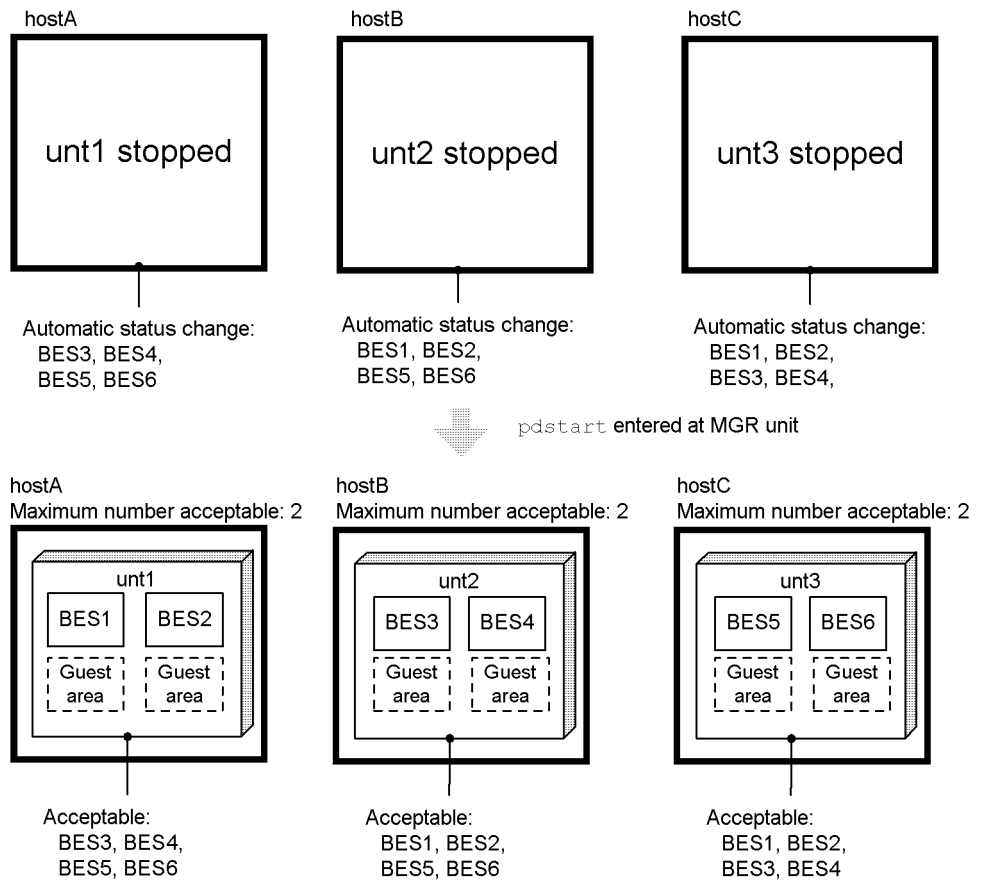 hostA
hostB
hostC
unt1 stopped
unt2 stopped
unt3 stopped
Automatic status change:
BES3, BES4,
BES5, BES6
Automatic status change:
BES1, BES2,
BES5, BES6
Automatic status change:
BES1, BES2,
BES3, BES4,
pdstart entered at MGR unit
hostA
Maximum number acceptable: 2
hostB
Maximum number acceptable: 2
hostC
Maximum number acceptable: 2
unt1
BES1
BES2
Guest
area
Guest
area
unt2
BES3
BES4
Guest
area
Guest
area
unt3
BES5
BES6
Guest
area
Guest
area
Acceptable:
BES3, BES4,
BES5, BES6
Acceptable:
BES1, BES2,
BES5, BES6
Acceptable:
BES1, BES2,
BES3, BES4